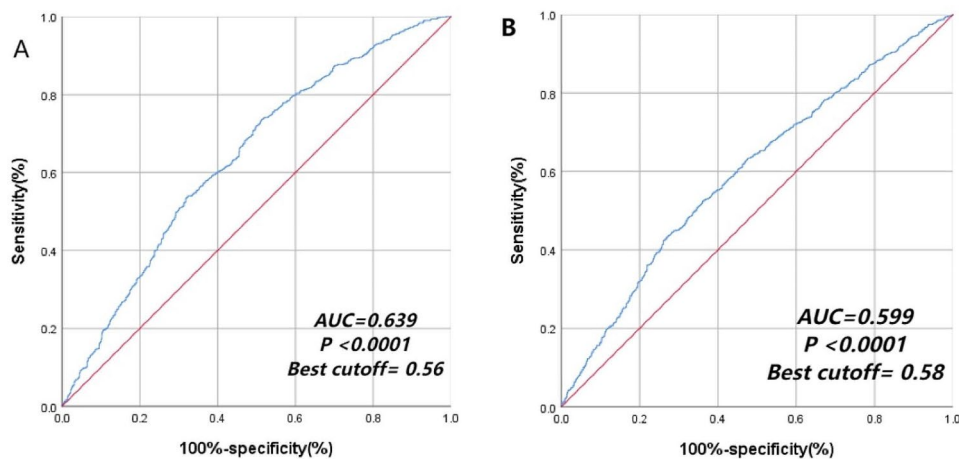 A
Sensitivity(%)
1.0
0.8
0.6
0.4
0.2
0.0
AUC=0.639
P <0.0001
Best cutoff= 0.56
0.0 0.2 0.4 0.6 0.8 1.0
100%-specificity(%)
B
Sensitivity(%)
1.0
0.8
0.6
0.4
0.2
0.0
AUC=0.599
P <0.0001
Best cutoff= 0.58
0.0 0.2 0.4 0.6 0.8 1.0
100%-specificity(%)